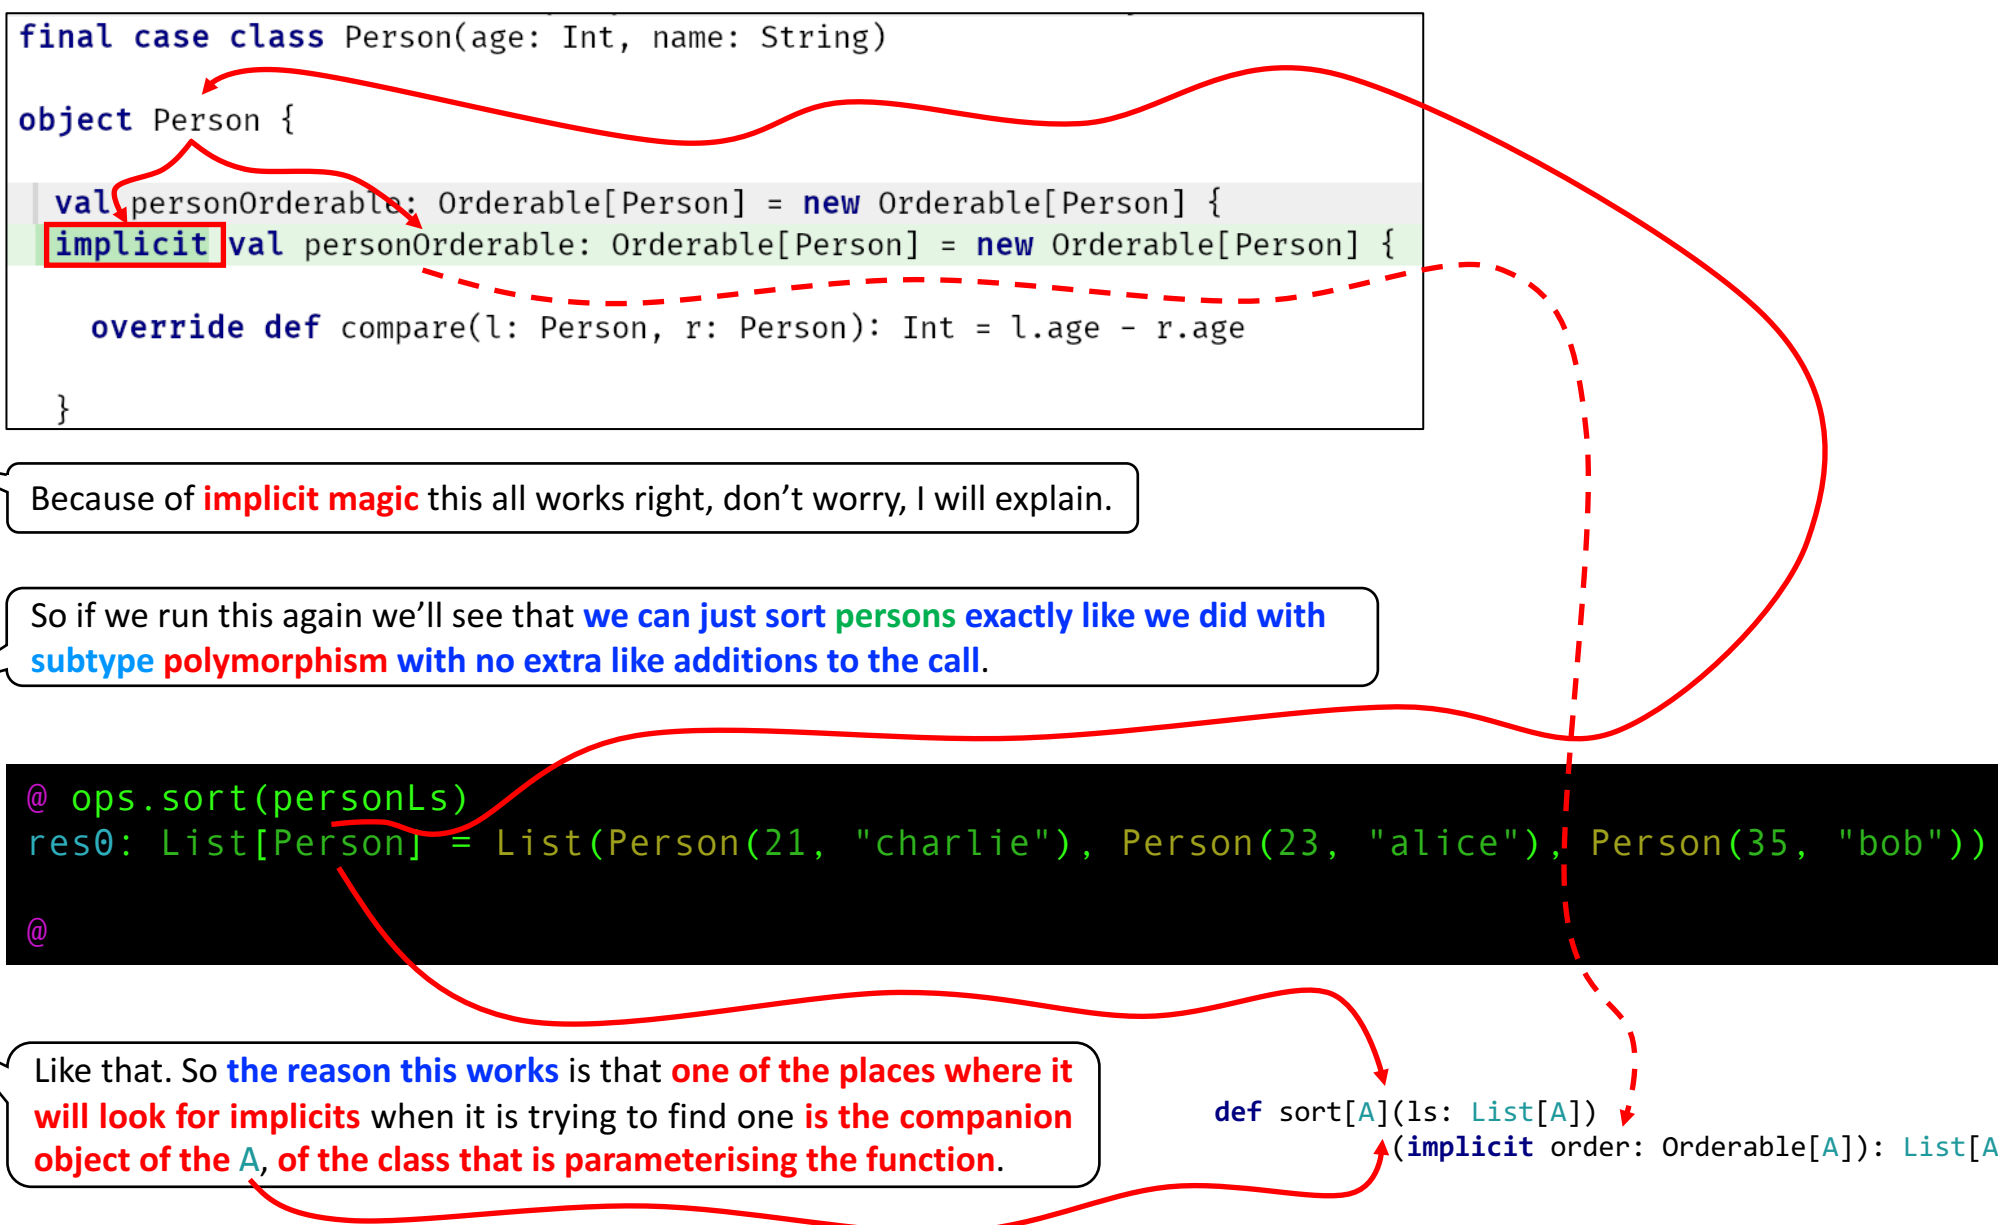 final case class Person(age: Int, name: String)
object Person {
val personOrderable: Orderable[Person] = new Orderable[Person] {
implicit val personOrderable: Orderable[Person] = new Orderable[Person] {
override def compare(l: Person, r: Person): Int = l.age - r.age
}
Because of implicit magic this all works right, don’t worry, I will explain.
So if we run this again we’ll see that we can just sort persons exactly like we did with
subtype polymorphism with no extra like additions to the call.
@ ops.sort(personLs)
res0: List[Person] = List(Person(21, "charlie"), Person(23, "alice"), Person(35, "bob"))
@
Like that. So the reason this works is that one of the places where it
will look for implicits when it is trying to find one is the companion
object of the A, of the class that is parameterising the function.
def sort[A](ls: List[A])
(implicit order: Orderable[A]): List[A